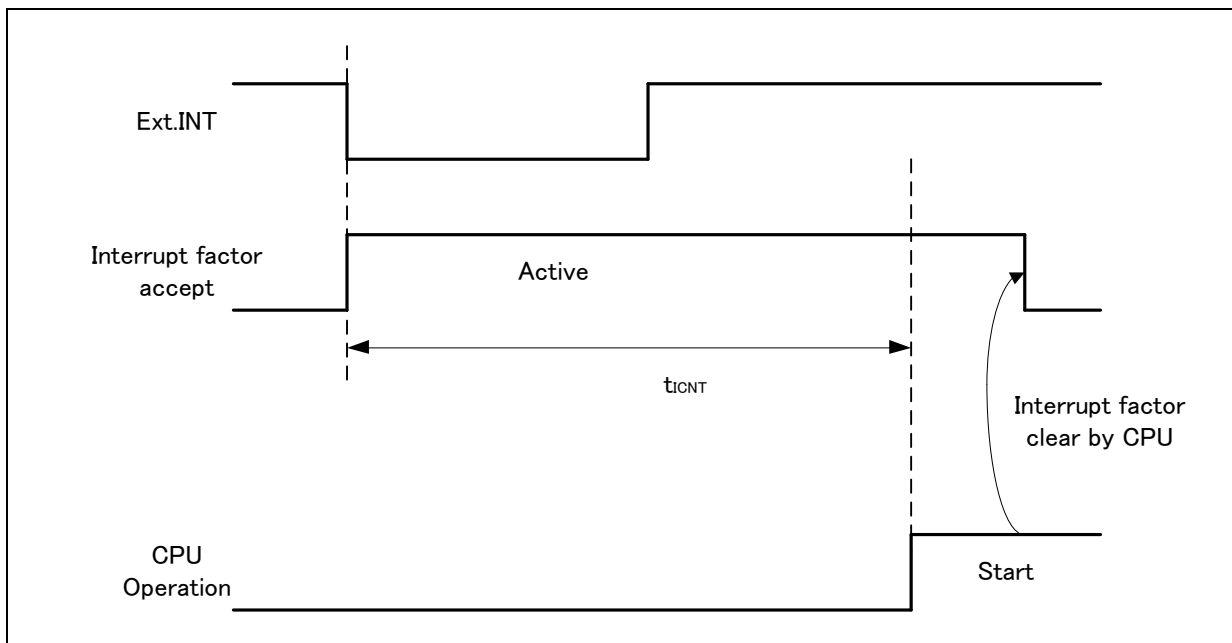 Ext.INT
Interrupt factor
accept
Active
tICNT
Interrupt factor
clear by CPU
CPU
Operation
Start